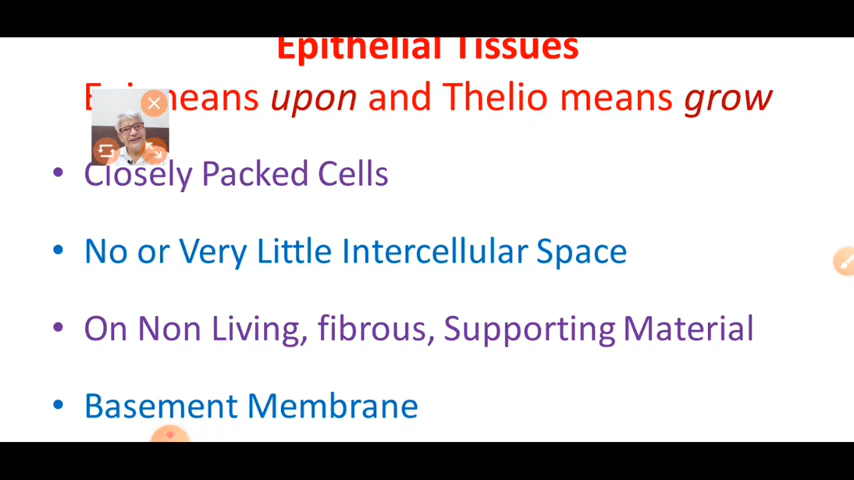 Epithelial Tissues
means upon and Thelio means grow
• Closely Packed Cells
• No or Very Little Intercellular Space
• On Non Living, fibrous, Supporting Material
• Basement Membrane